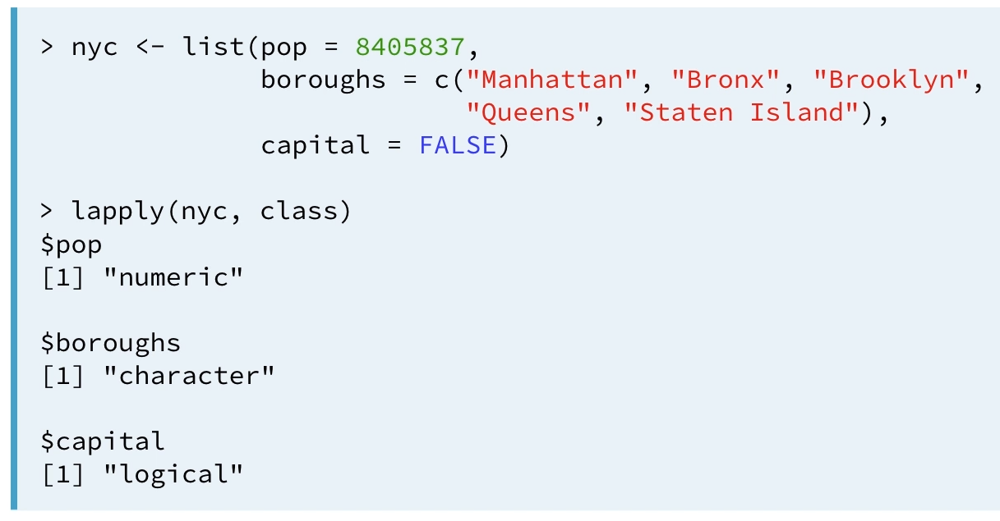 > nyc <- list(pop = 8405837,
boroughs = c("Manhattan", "Bronx", "Brooklyn",
"Queens", "Staten Island"),
capital = FALSE)
> lapply(nyc, class)
$pop
[1] "numeric"
$boroughs
[1] "character"
$capital
[1] "logical"